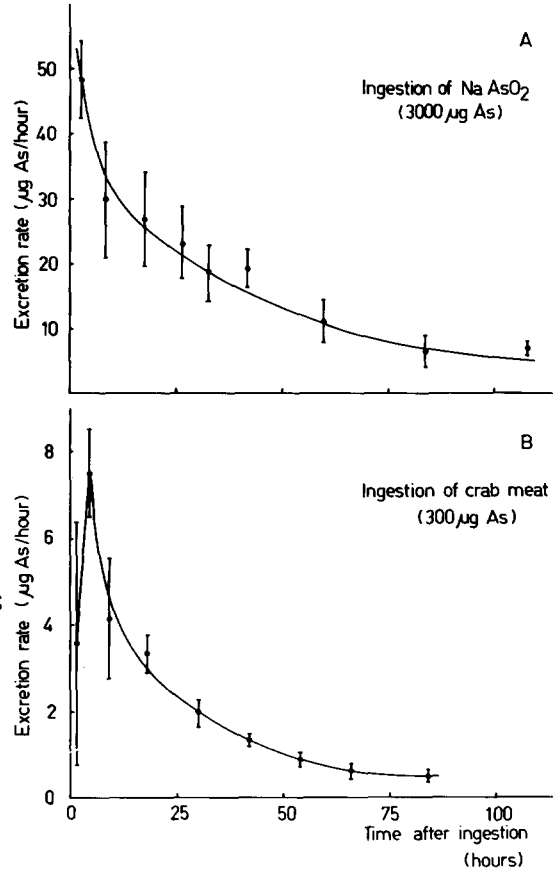 A
Ingestion of NaAsO2
(3000 µg As)
Excretion rate (µg As/hour)
50
40
30
20
10
B
Ingestion of crab meat
(300 µg As)
Excretion rate (µg As/hour)
8
6
4
2
0
0 25 50 75 100
Time after ingestion
(hours)